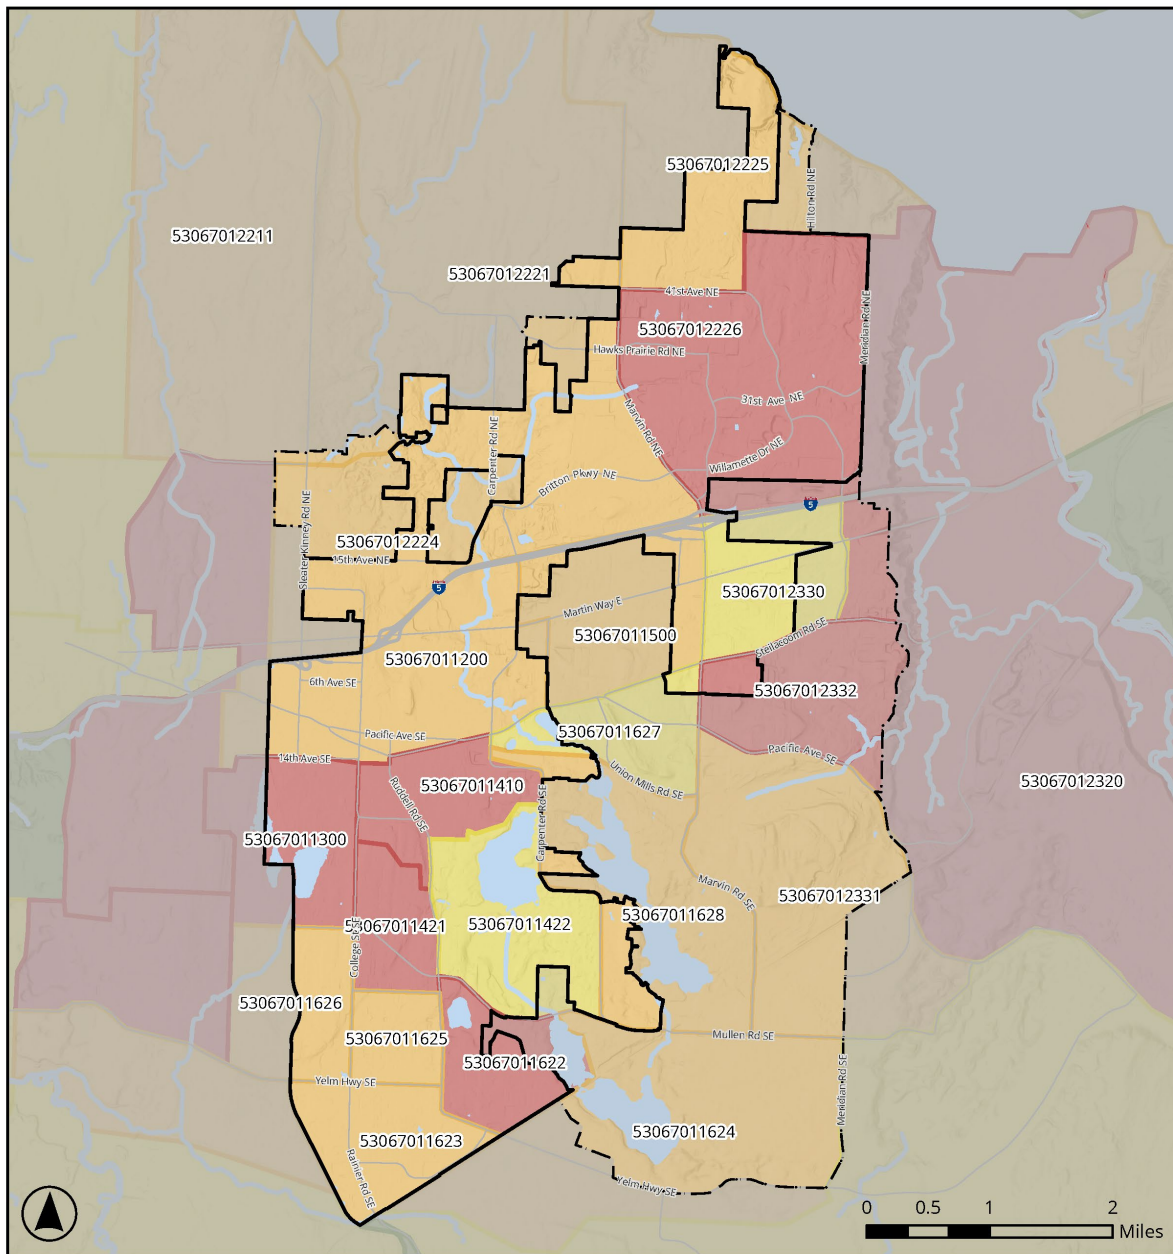 53067012225
Hilton Rd NE
53067012211
53067012221
41st Ave NE
Meridian Rd NE
53067012226
Hawks Prairie Rd NE
31st Ave NE
Marvin Rd NE
Carpenter Rd NE
Willamette Dr NE
Britton Pkwy NE
5
Sleater Kinney Rd NE
53067012224
15th Ave NE
5
53067012330
Martin Way E
53067011500
Steilacoom Rd SE
53067011200
6th Ave SE
53067012332
53067011627
Pacific Ave SE
Pacific Ave SE
14th Ave SE
Union Mills Rd SE
53067012320
53067011410
Ruddell Rd SE
Carpenter Rd SE
53067011300
Marvin Rd SE
53067012331
53067011628
53067011422
53067011421
College St SE
53067011626
53067011625
Mullen Rd SE
53067011622
Yelm Hwy SE
Meridian Rd SE
53067011624
53067011623
Rainier Rd SE
Yelm Hwy SE
0 0.5 1 2
Miles